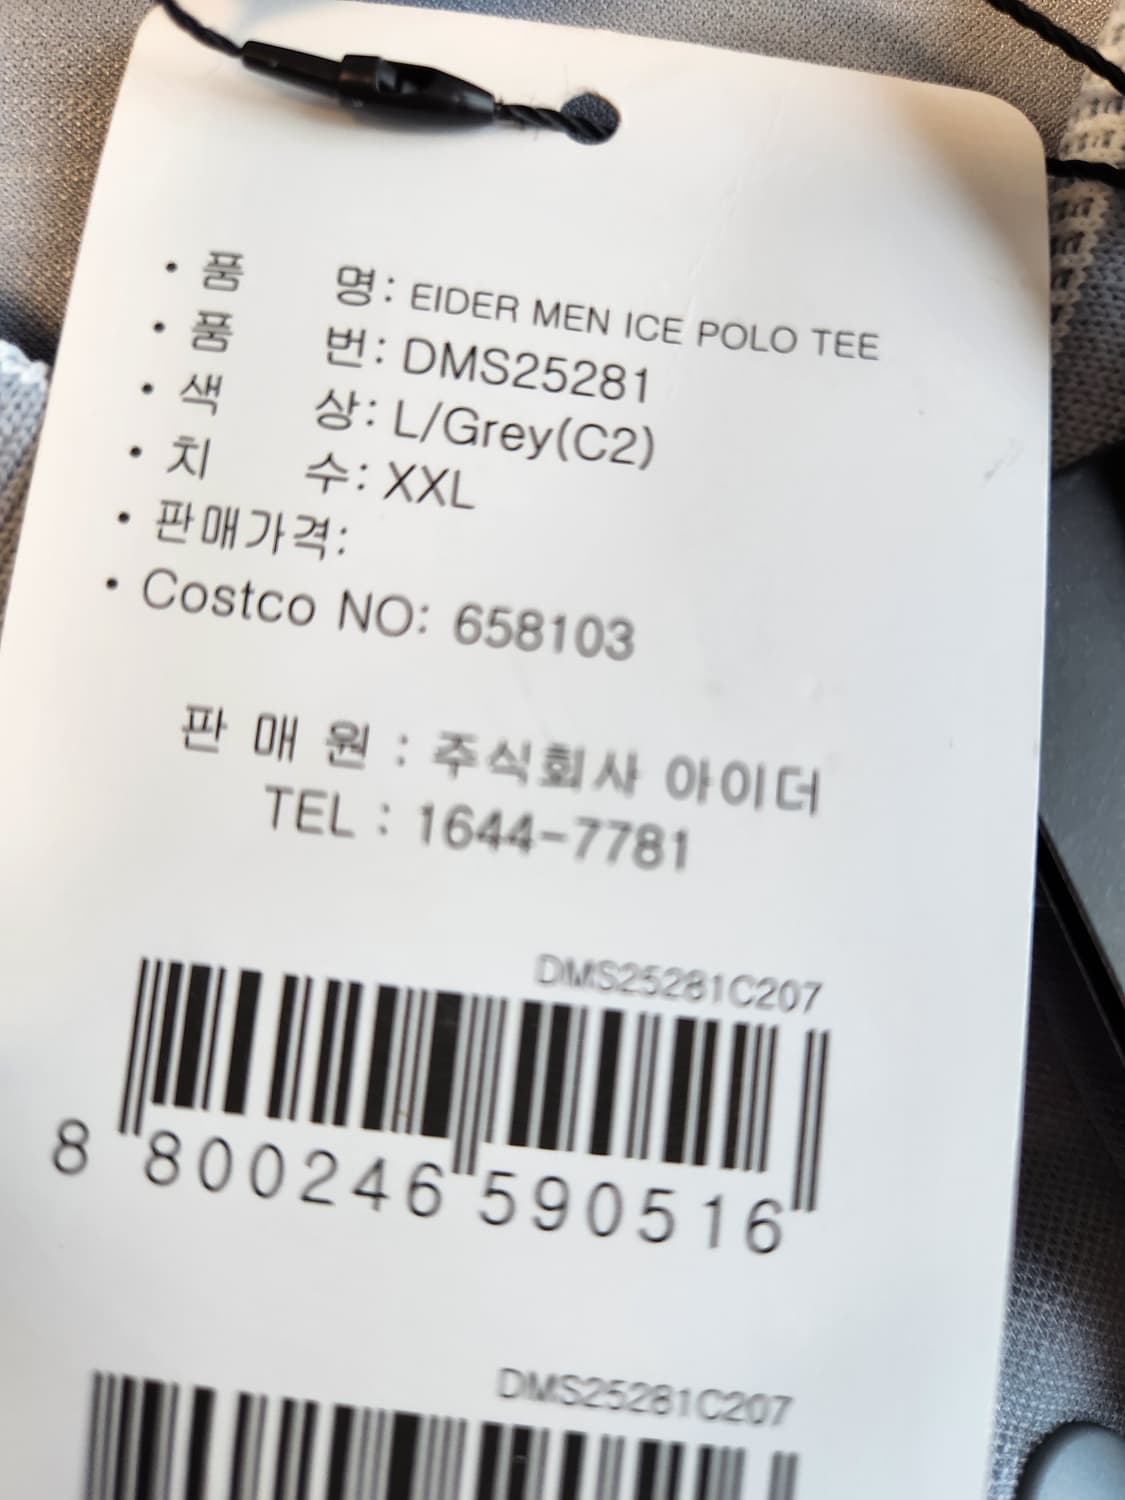 • 품 명: EIDER MEN ICE POLO TEE
• 품 번: DMS25281
• 색 상: L/Grey(C2)
• 치 수: XXL
• 판매가격:
• Costco NO: 658103
판 매 원 : 주식회사 아이더
TEL : 1644-7781
DMS25281C207
8 800246 590516
DMS25281C207